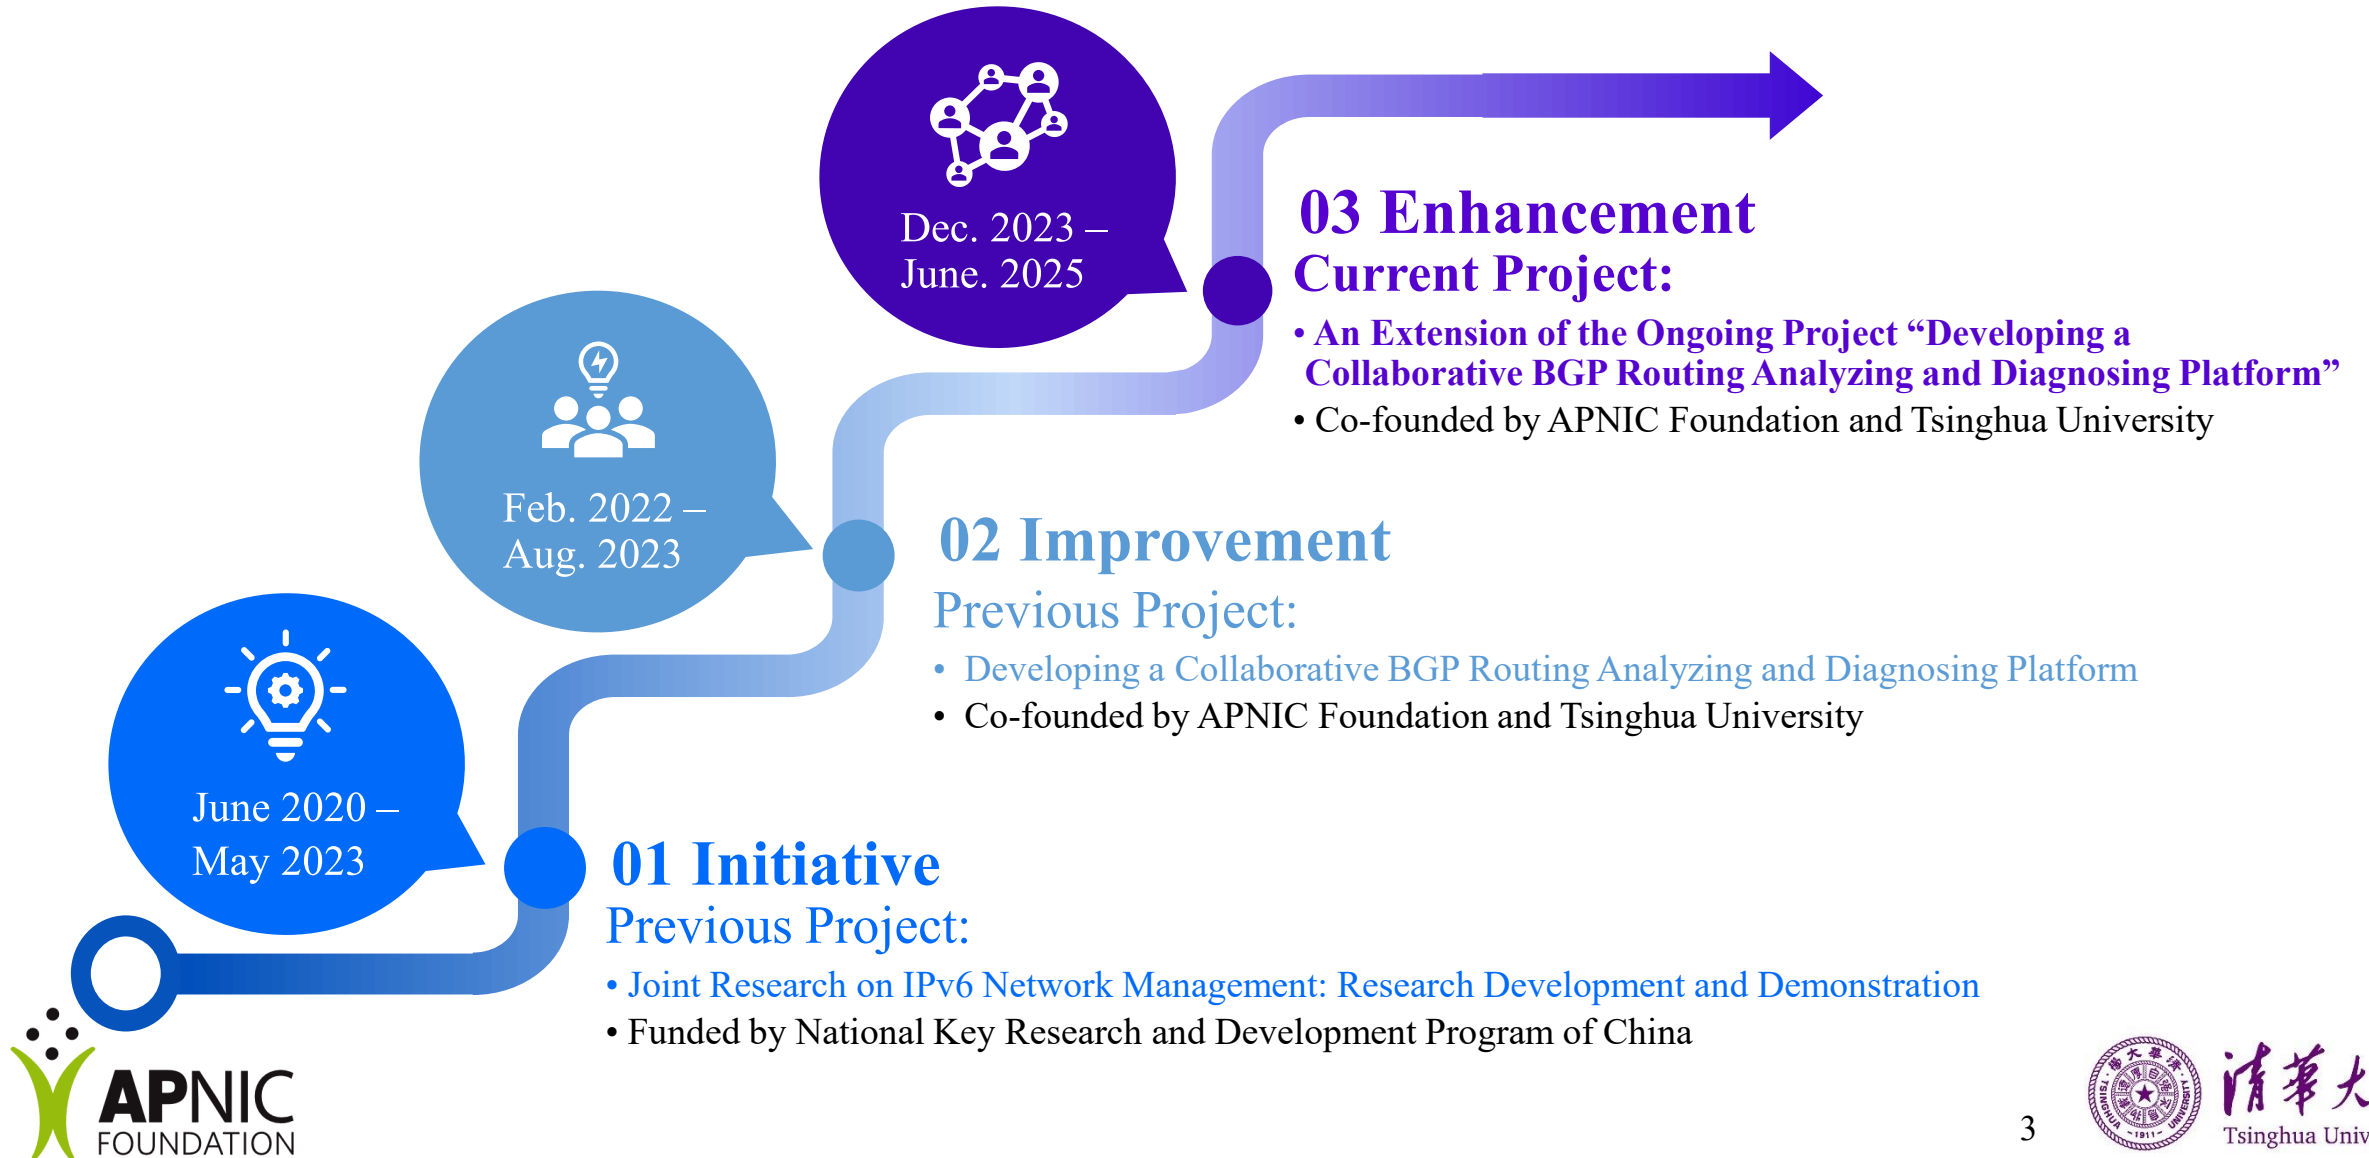 Dec. 2023 –
June. 2025
03 Enhancement
Current Project:
• An Extension of the Ongoing Project “Developing a
Collaborative BGP Routing Analyzing and Diagnosing Platform”
• Co-founded by APNIC Foundation and Tsinghua University
Feb. 2022 –
Aug. 2023
02 Improvement
Previous Project:
• Developing a Collaborative BGP Routing Analyzing and Diagnosing Platform
• Co-founded by APNIC Foundation and Tsinghua University
June 2020 –
May 2023
01 Initiative
Previous Project:
• Joint Research on IPv6 Network Management: Research Development and Demonstration
• Funded by National Key Research and Development Program of China
APNIC
FOUNDATION
3
清華大
Tsinghua Univ